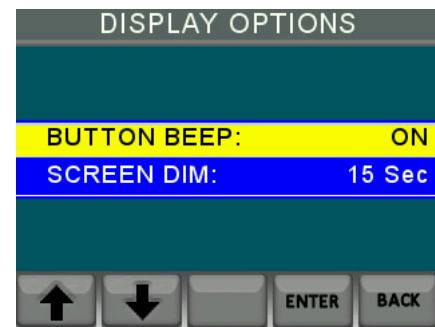 DISPLAY OPTIONS
BUTTON BEEP: ON
SCREEN DIM: 15 Sec
ENTER BACK